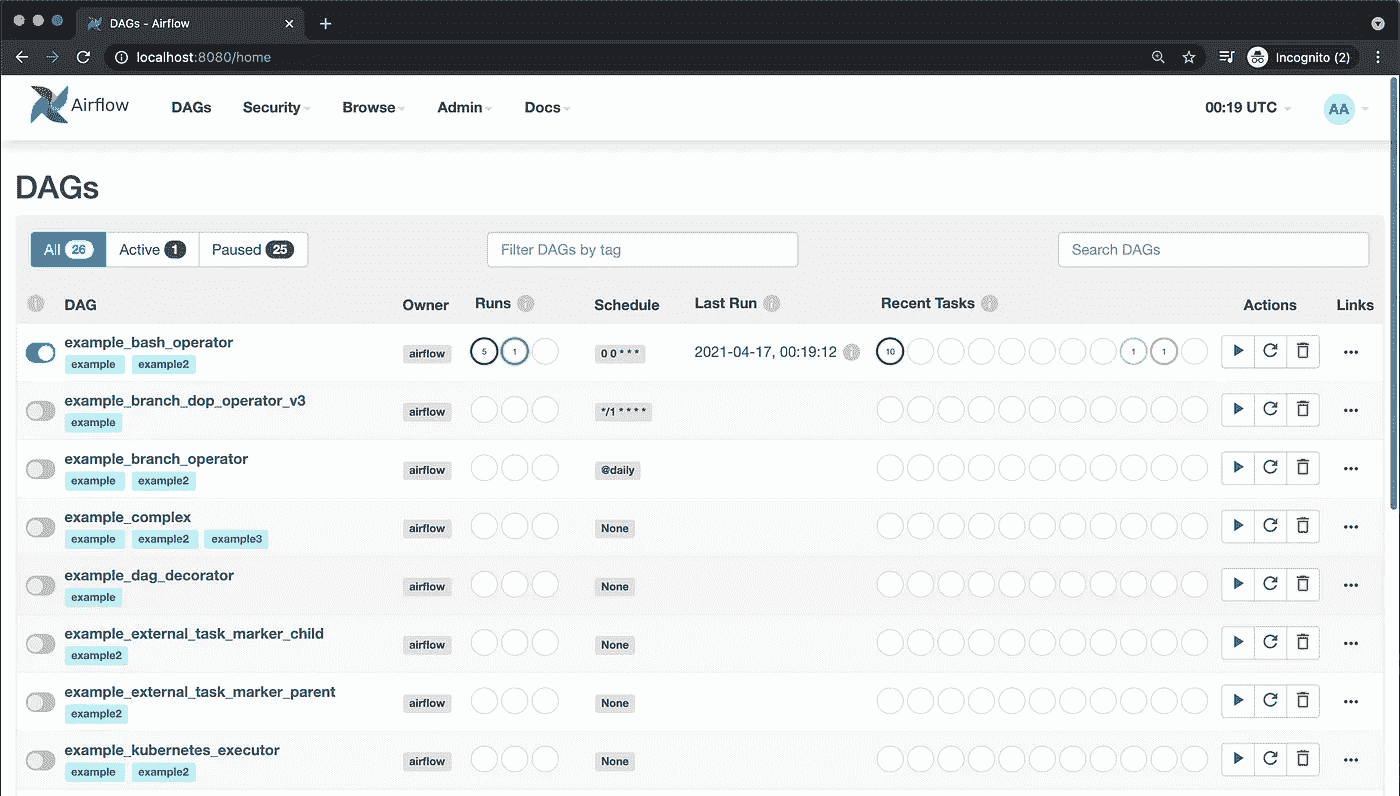 DAGs - Airflow
localhost:8080/home
Incognito (2)
Airflow DAGs Security Browse Admin Docs 00:19 UTC AA
DAGs
All 26 Active 1 Paused 25 Filter DAGs by tag Search DAGs
DAG Owner Runs Schedule Last Run Recent Tasks Actions Links
example_bash_operator
airflow 5 1 0 0 * * * 2021-04-17, 00:19:12 10 1 1
example example2
example_branch_dop_operator_v3
airflow */1 * * * *
example
example_branch_operator
airflow @daily
example example2
example_complex
airflow None
example example2 example3
example_dag_decorator
airflow None
example
example_external_task_marker_child
airflow None
example2
example_external_task_marker_parent
airflow None
example2
example_kubernetes_executor
airflow None
example example2